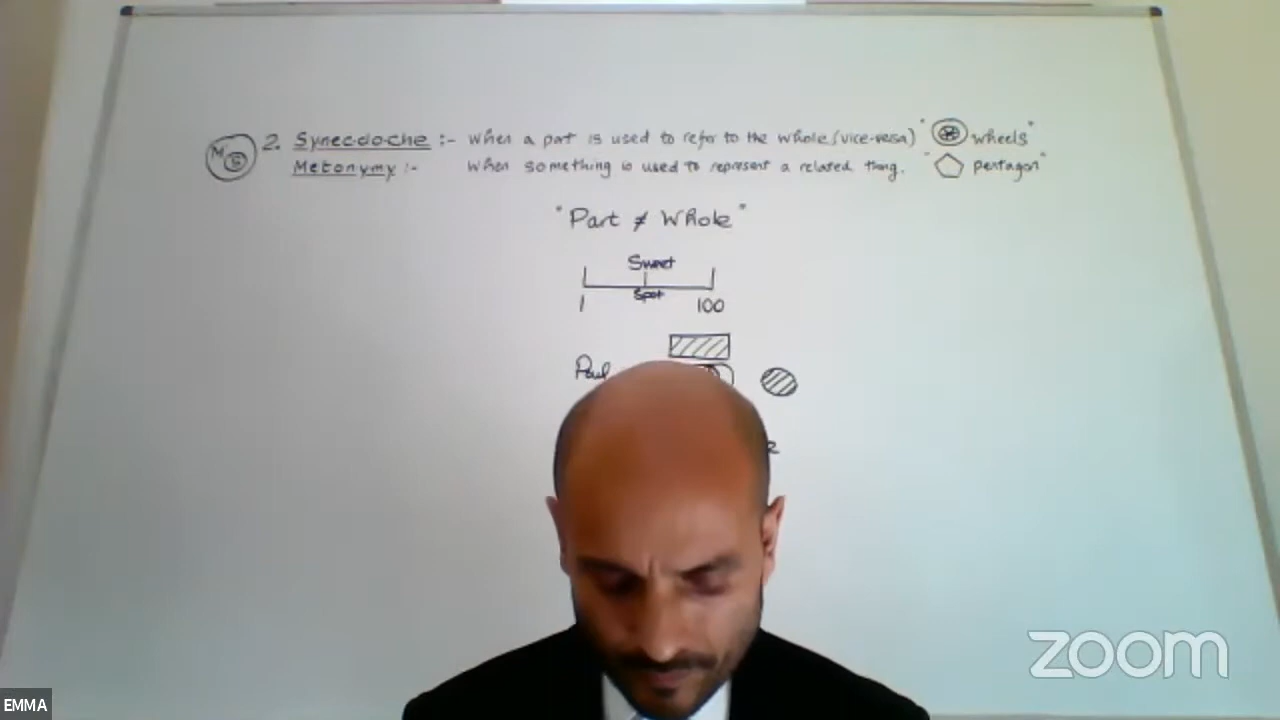 2. Synecdoche :- When a part is used to refer to the whole (vice-versa) " wheels"
Metonymy :- When something is used to represent a related thing. " pentagon"
"Part ≠ Whole"
Sweet
Spot
1 100
Paul
EMMA
zoom